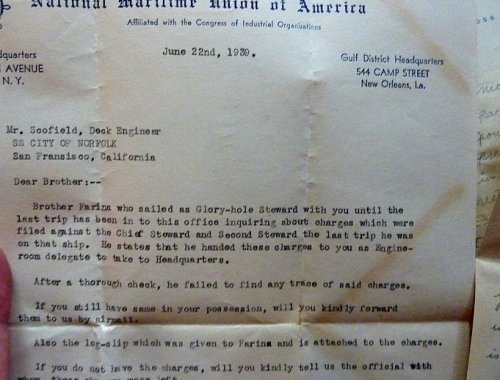 National Maritime Union of America
Affiliated with the Congress of Industrial Organizations
June 22nd, 1939.
AVENUE
N. Y.
Gulf District Headquarters
544 CAMP STREET
New Orleans, La.
Mr. Scofield, Deck Engineer
SS CITY OF NORFOLK
San Fransisco, California
Dear Brother:--
Brother Farina who sailed as Glory-hole Steward with you until the
last trip has been in to this office inquiring about charges which were
filed against the Chief Steward and Second Steward the last trip he was
on that ship. He states that he handed these charges to you as Engine-
room delegate to take to Headquarters.
After a thorough check, he failed to find any trace of said charges.
If you still have same in your possession, will you kindly forward
them to us by airmail.
Also the log-slip which was given to Farina and is attached to the charges.
If you do not have the charges, will you kindly tell us the official with